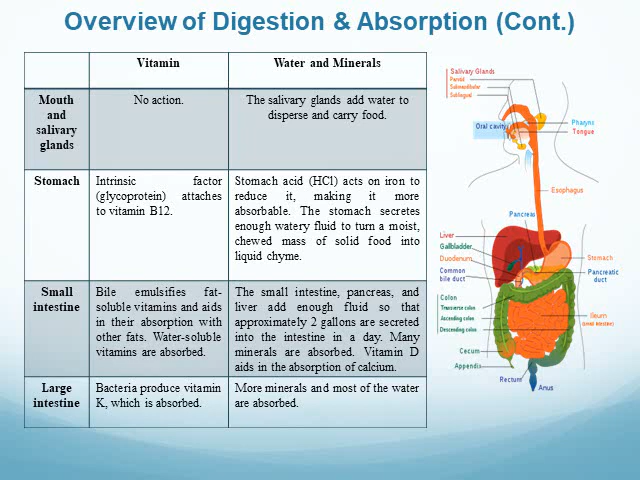 Overview of Digestion & Absorption (Cont.)
Vitamin
Water and Minerals
Mouth
and
salivary
glands
No action.
The salivary glands add water to
disperse and carry food.
Stomach
Intrinsic factor
(glycoprotein) attaches
to vitamin B12.
Stomach acid (HCl) acts on iron to
reduce it, making it more
absorbable. The stomach secretes
enough watery fluid to turn a moist,
chewed mass of solid food into
liquid chyme.
Small
intestine
Bile emulsifies fat-
soluble vitamins and aids
in their absorption with
other fats. Water-soluble
vitamins are absorbed.
The small intestine, pancreas, and
liver add enough fluid so that
approximately 2 gallons are secreted
into the intestine in a day. Many
minerals are absorbed. Vitamin D
aids in the absorption of calcium.
Large
intestine
Bacteria produce vitamin
K, which is absorbed.
More minerals and most of the water
are absorbed.
Salivary Glands
Parotid
Submandibular
Sublingual
Oral cavity
Pharynx
Tongue
Esophagus
Pancreas
Liver
Gallbladder
Duodenum
Common
bile duct
Stomach
Pancreatic
duct
Colon
Transverse colon
Ascending colon
Descending colon
Ileum
(small intestine)
Cecum
Appendix
Rectum
Anus